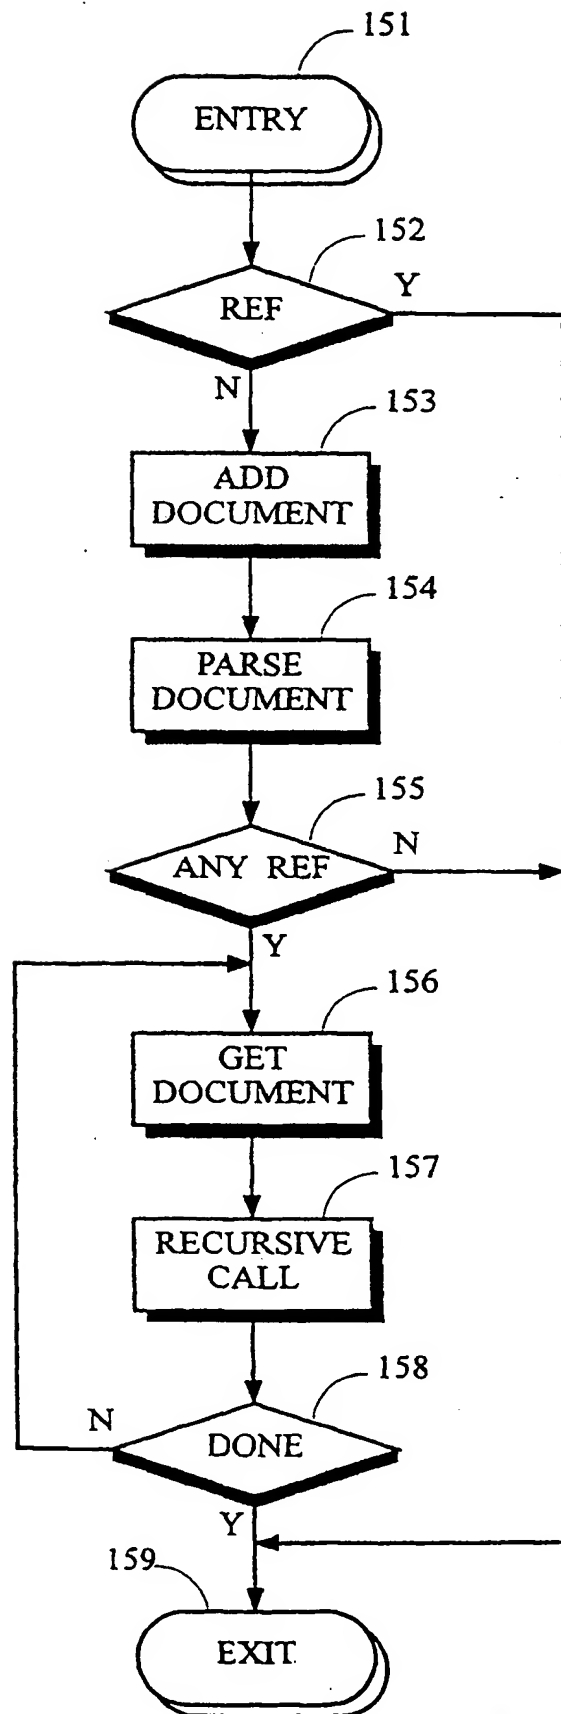 151
ENTRY
152
REF
Y
N
153
ADD
DOCUMENT
154
PARSE
DOCUMENT
155
ANY REF
N
Y
156
GET
DOCUMENT
157
RECURSIVE
CALL
158
N
DONE
Y
159
EXIT